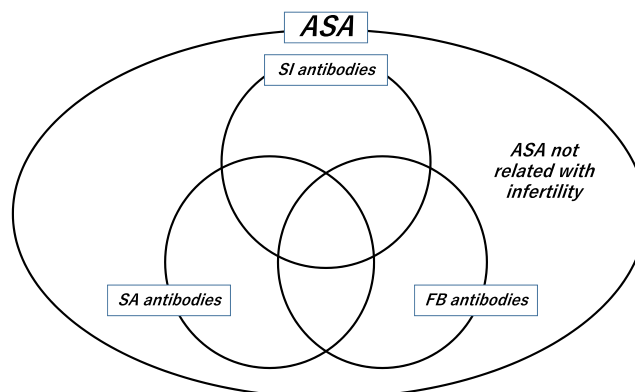 ASA
SI antibodies
ASA not
related with
infertility
SA antibodies
FB antibodies